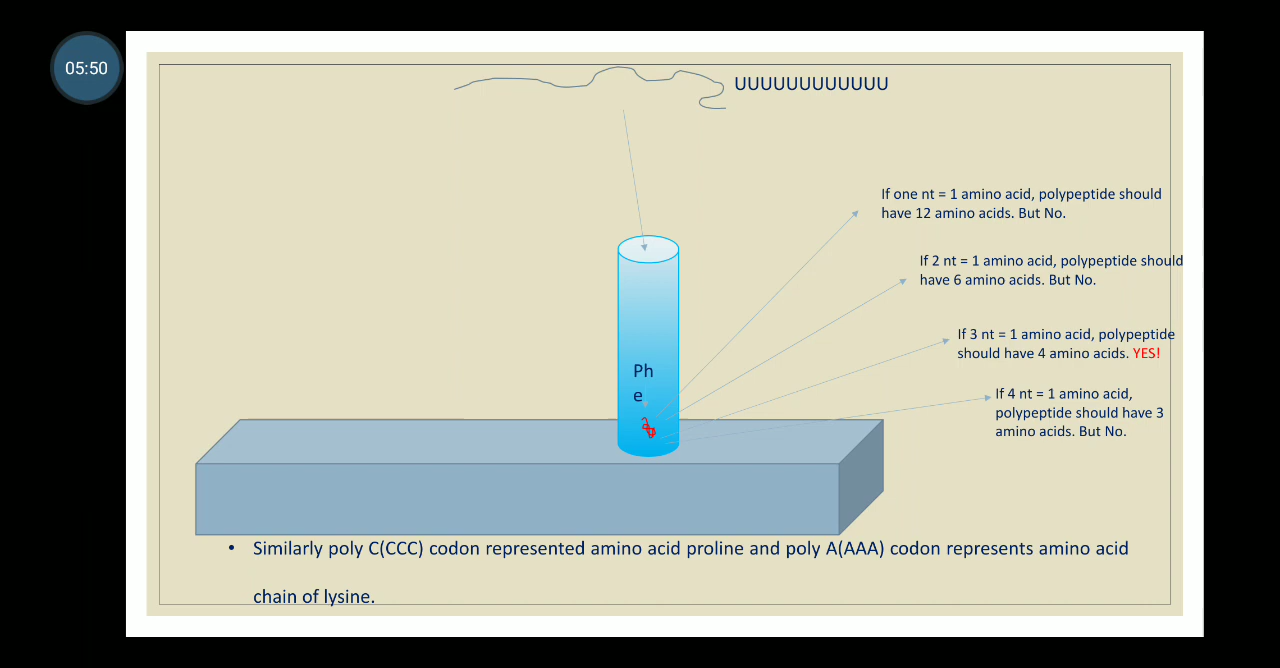 05:50
UUUUUUUUUUUU
If one nt = 1 amino acid, polypeptide should
have 12 amino acids. But No.
If 2 nt = 1 amino acid, polypeptide should
have 6 amino acids. But No.
If 3 nt = 1 amino acid, polypeptide
should have 4 amino acids. YES!
Ph
e
If 4 nt = 1 amino acid,
polypeptide should have 3
amino acids. But No.
• Similarly poly C(CCC) codon represented amino acid proline and poly A(AAA) codon represents amino acid
chain of lysine.